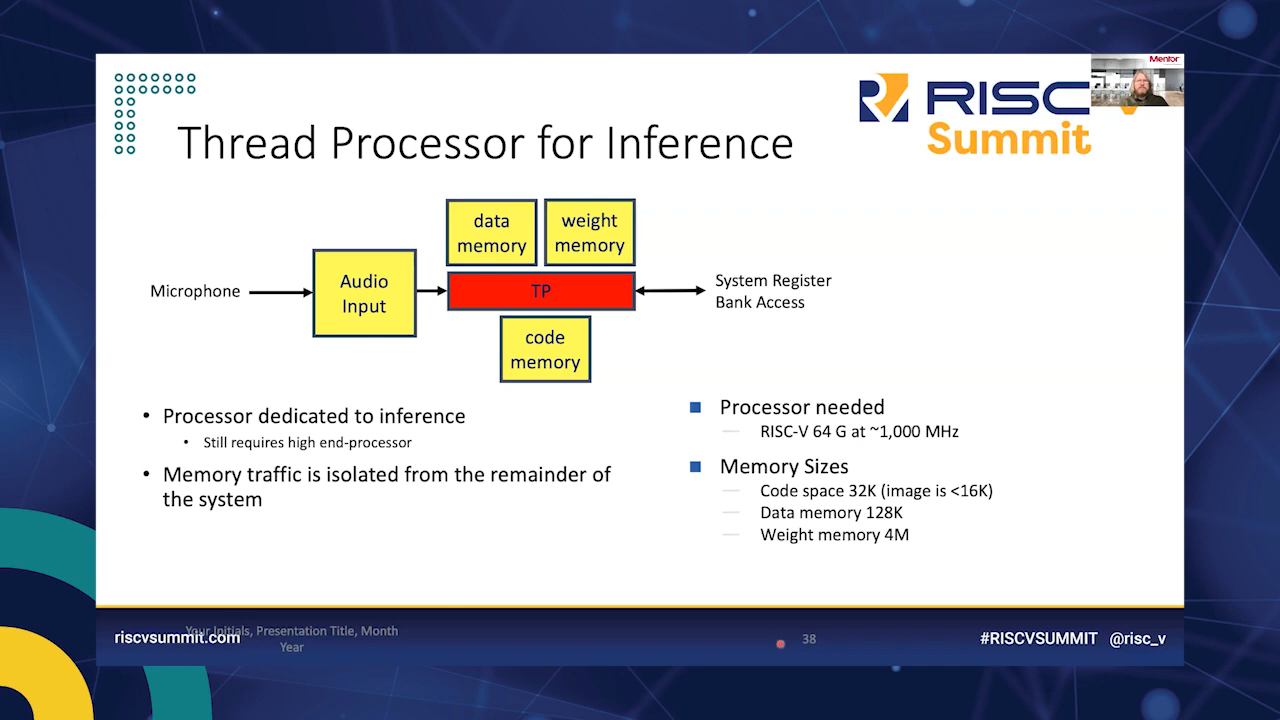 Mentor
RISC
Summit
Thread Processor for Inference
data
memory
weight
memory
Microphone
Audio
Input
TP
System Register
Bank Access
code
memory
• Processor dedicated to inference
• Still requires high end-processor
• Memory traffic is isolated from the remainder of
the system
Processor needed
— RISC-V 64 G at ~1,000 MHz
Memory Sizes
— Code space 32K (image is <16K)
— Data memory 128K
— Weight memory 4M
riscvsummit.com
Your Initials, Presentation Title, Month
Year
38
#RISCVSUMMIT @risc_v